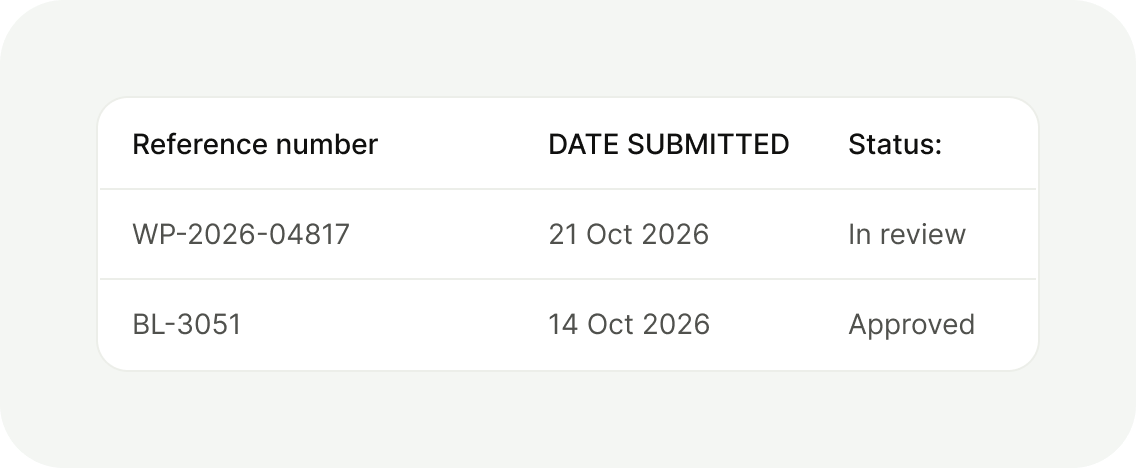 Reference number DATE SUBMITTED Status:
WP-2026-04817 21 Oct 2026 In review
BL-3051 14 Oct 2026 Approved